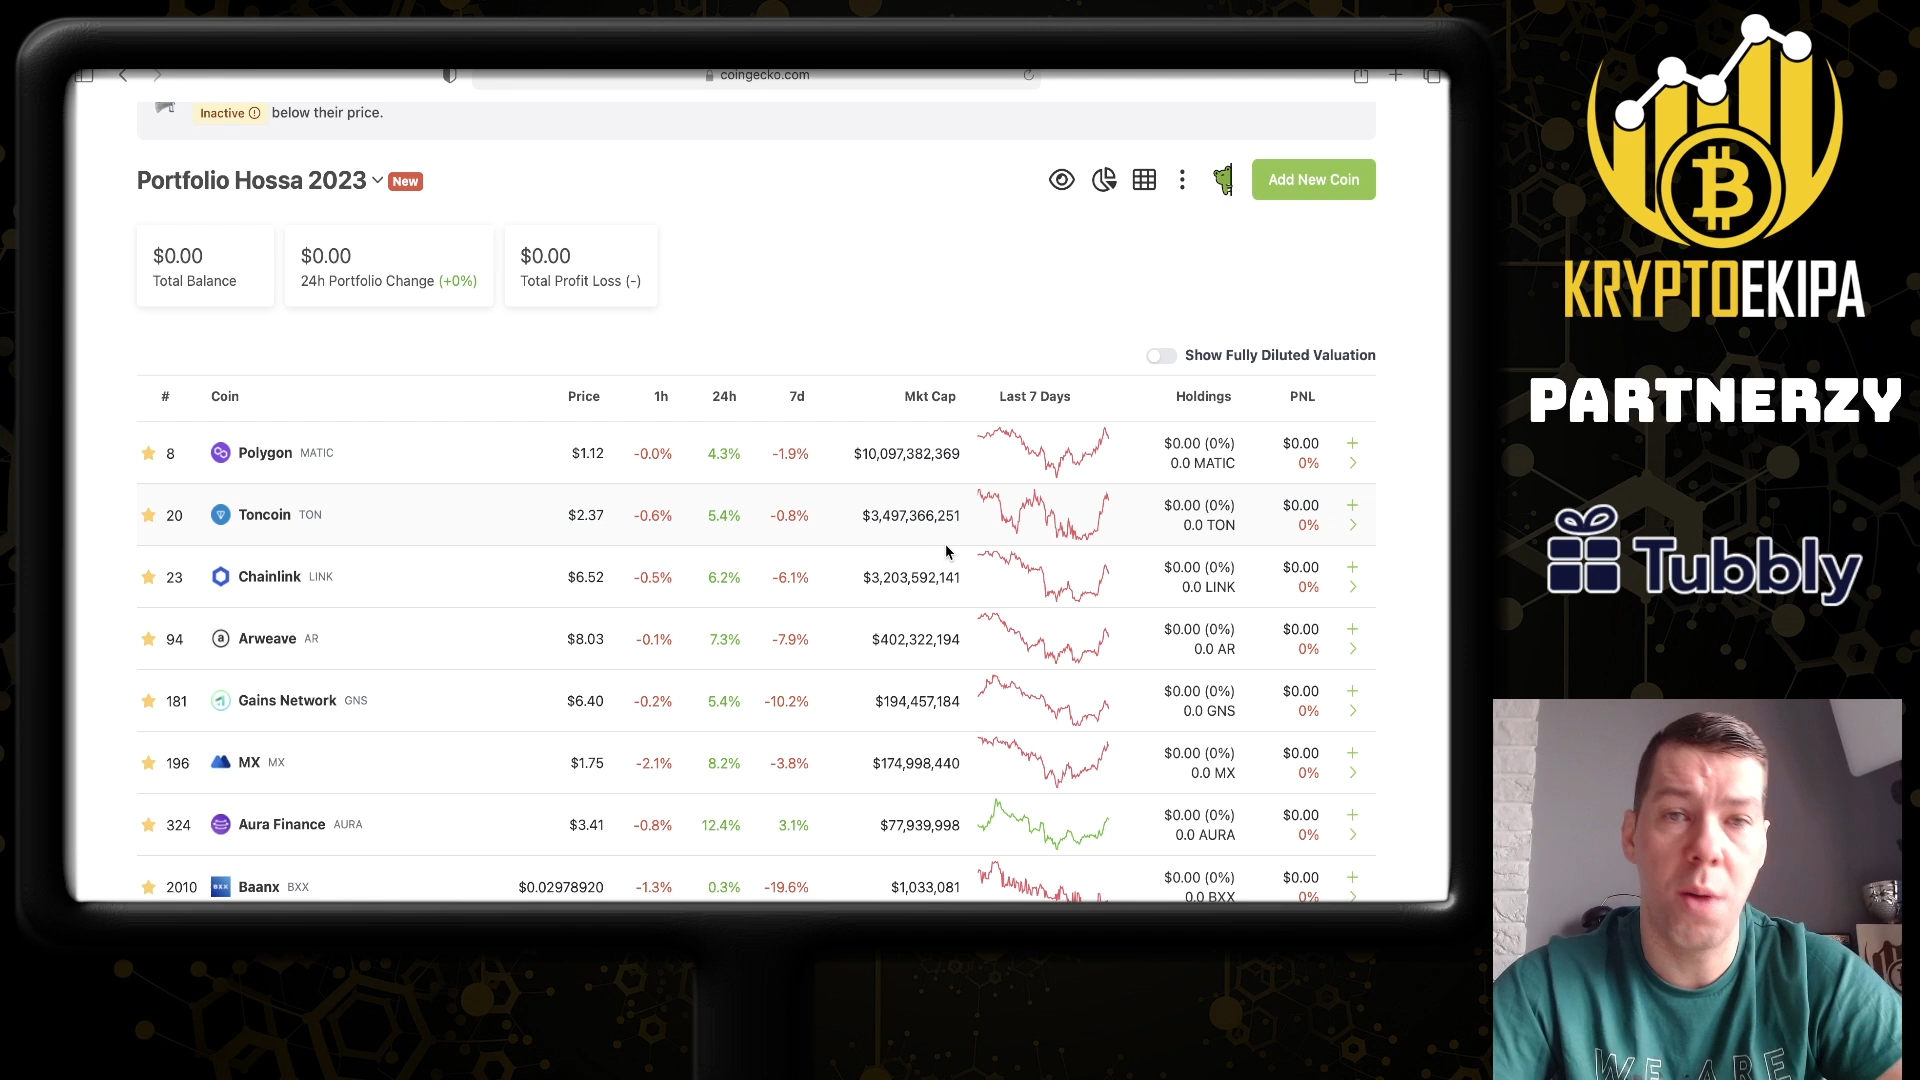 coingecko.com
Inactive below their price.
Portfolio Hossa 2023 New
Add New Coin
$0.00 $0.00 $0.00
Total Balance 24h Portfolio Change (+0%) Total Profit Loss (-)
Show Fully Diluted Valuation
# Coin Price 1h 24h 7d Mkt Cap Last 7 Days Holdings PNL
8 Polygon MATIC $1.12 -0.0% 4.3% -1.9% $10,097,382,369 $0.00 (0%) $0.00 +
0.0 MATIC 0% >
20 Toncoin TON $2.37 -0.6% 5.4% -0.8% $3,497,366,251 $0.00 (0%) $0.00 +
0.0 TON 0% >
23 Chainlink LINK $6.52 -0.5% 6.2% -6.1% $3,203,592,141 $0.00 (0%) $0.00 +
0.0 LINK 0% >
94 Arweave AR $8.03 -0.1% 7.3% -7.9% $402,322,194 $0.00 (0%) $0.00 +
0.0 AR 0% >
181 Gains Network GNS $6.40 -0.2% 5.4% -10.2% $194,457,184 $0.00 (0%) $0.00 +
0.0 GNS 0% >
196 MX MX $1.75 -2.1% 8.2% -3.8% $174,998,440 $0.00 (0%) $0.00 +
0.0 MX 0% >
324 Aura Finance AURA $3.41 -0.8% 12.4% 3.1% $77,939,998 $0.00 (0%) $0.00 +
0.0 AURA 0% >
2010 BXX Baanx BXX $0.02978920 -1.3% 0.3% -19.6% $1,033,081 $0.00 (0%) $0.00 +
0.0 BXX 0% >
KRYPTOEKIPA
PARTNERZY
Tubbly
WE ARE